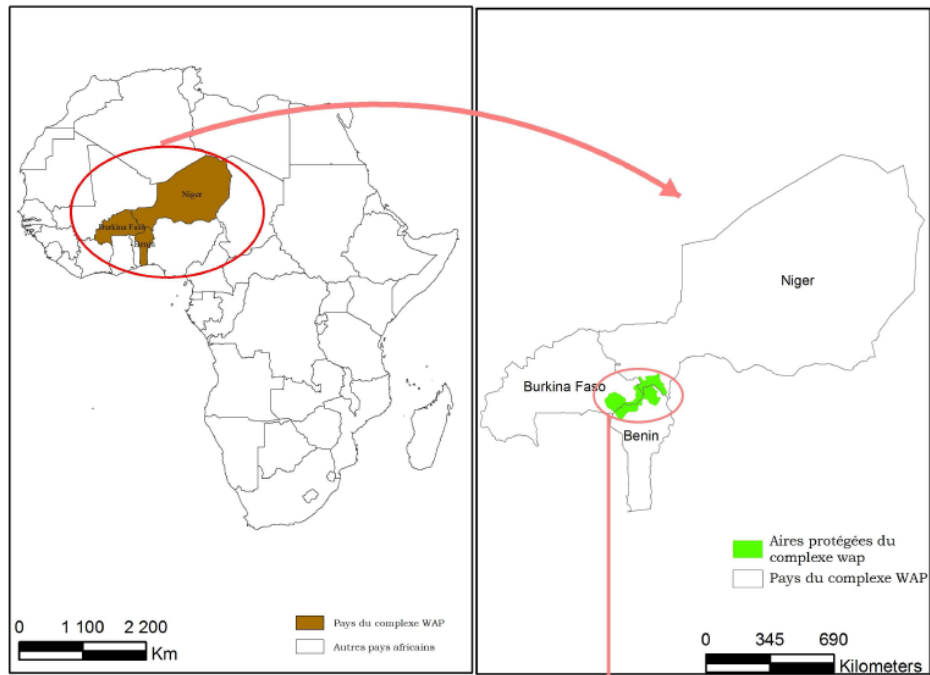 Niger
Burkina Faso
Benin
Pays du complexe WAP
Autres pays africains
0 1 100 2 200
Km
Niger
Burkina Faso
Benin
Aires protégées du
complexe wap
Pays du complexe WAP
0 345 690
Kilometers